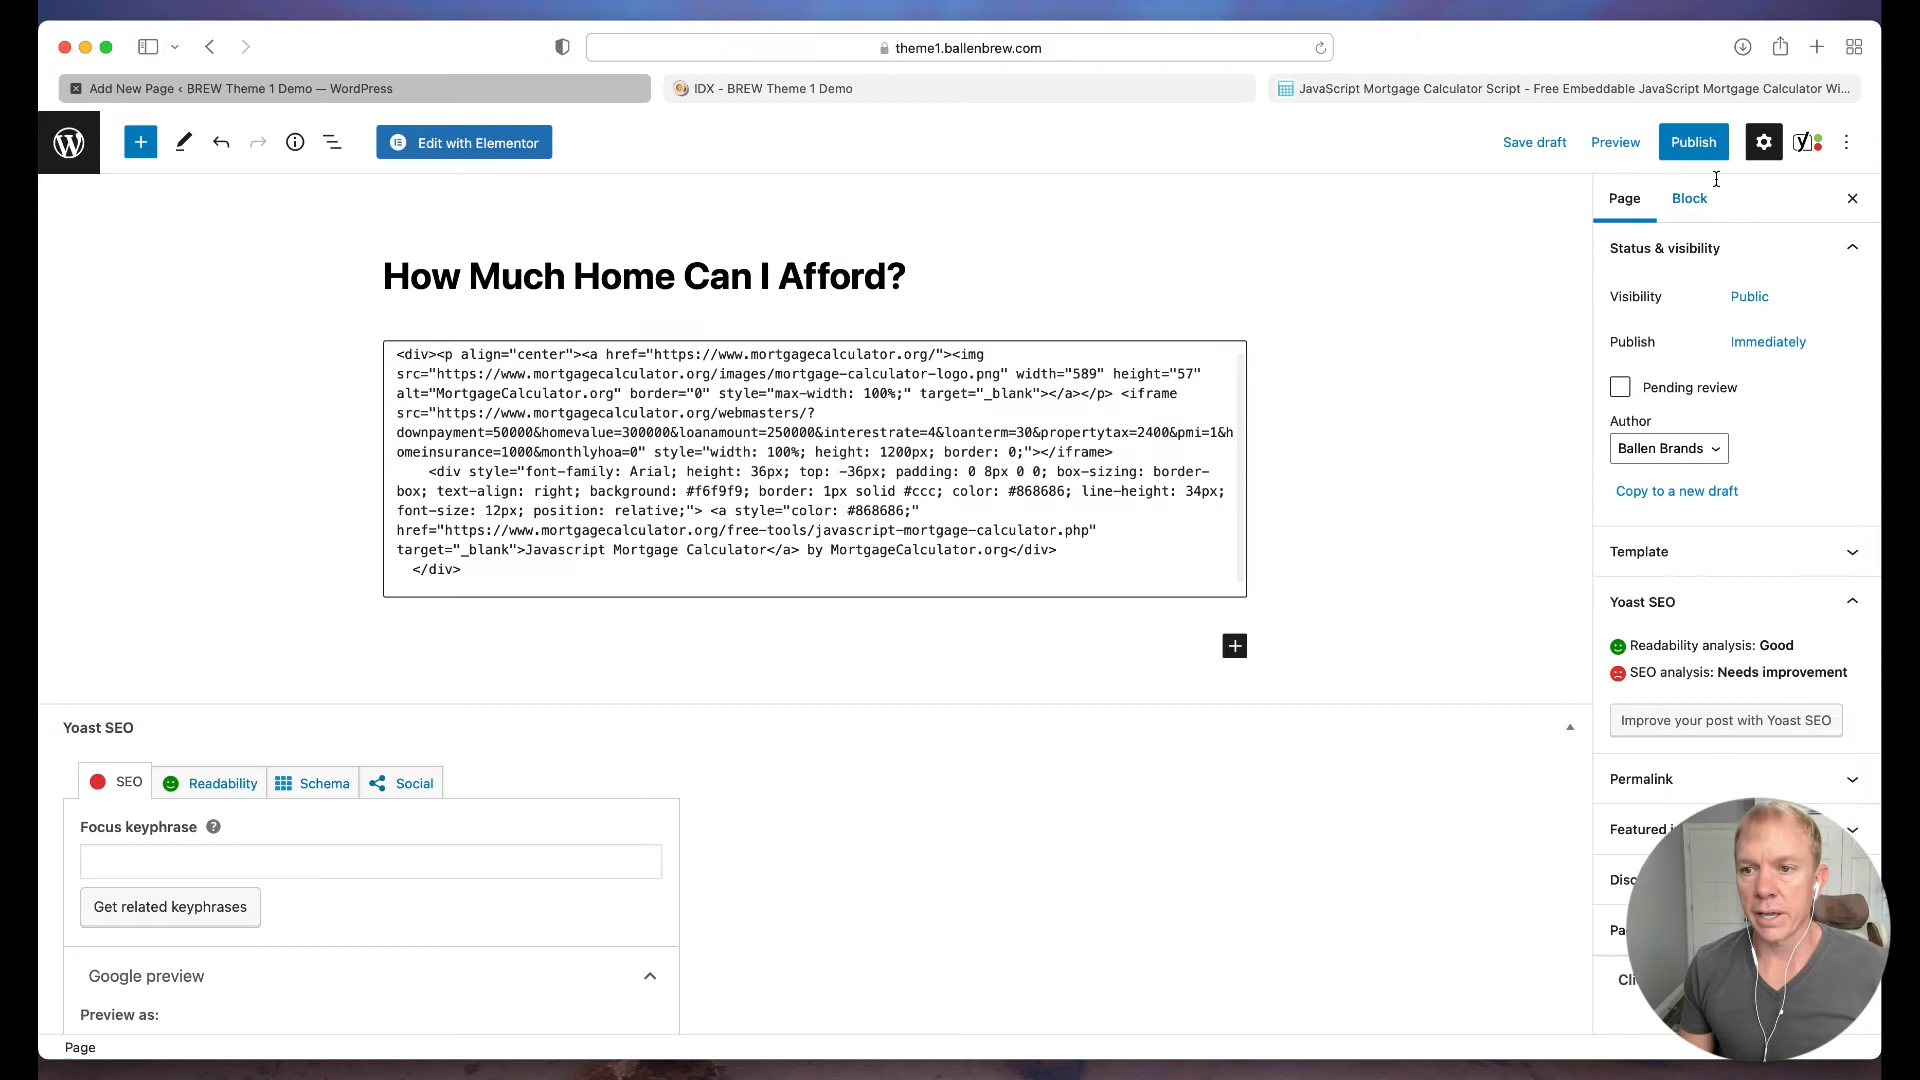 theme1.ballenbrew.com
Add New Page ‹ BREW Theme 1 Demo — WordPress
IDX - BREW Theme 1 Demo
JavaScript Mortgage Calculator Script - Free Embeddable JavaScript Mortgage Calculator Wi...
Edit with Elementor
Save draft
Preview
Publish
Page
Block
How Much Home Can I Afford?
<div><p align="center"><a href="https://www.mortgagecalculator.org/"><img
src="https://www.mortgagecalculator.org/images/mortgage-calculator-logo.png" width="589" height="57"
alt="MortgageCalculator.org" border="0" style="max-width: 100%;" target="_blank"></a></p> <iframe
src="https://www.mortgagecalculator.org/webmasters/?
downpayment=50000&homevalue=300000&loanamount=250000&interestrate=4&loanterm=30&propertytax=2400&pmi=1&h
omeinsurance=1000&monthlyhoa=0" style="width: 100%; height: 1200px; border: 0;"></iframe>
<div style="font-family: Arial; height: 36px; top: -36px; padding: 0 8px 0 0; box-sizing: border-
box; text-align: right; background: #f6f9f9; border: 1px solid #ccc; color: #868686; line-height: 34px;
font-size: 12px; position: relative;"> <a style="color: #868686;"
href="https://www.mortgagecalculator.org/free-tools/javascript-mortgage-calculator.php"
target="_blank">Javascript Mortgage Calculator</a> by MortgageCalculator.org</div>
</div>
Status & visibility
Visibility
Public
Publish
Immediately
Pending review
Author
Ballen Brands
Copy to a new draft
Template
Yoast SEO
Readability analysis: Good
SEO analysis: Needs improvement
Improve your post with Yoast SEO
Permalink
Featured
Yoast SEO
SEO
Readability
Schema
Social
Focus keyphrase
?
Get related keyphrases
Google preview
Preview as:
Page